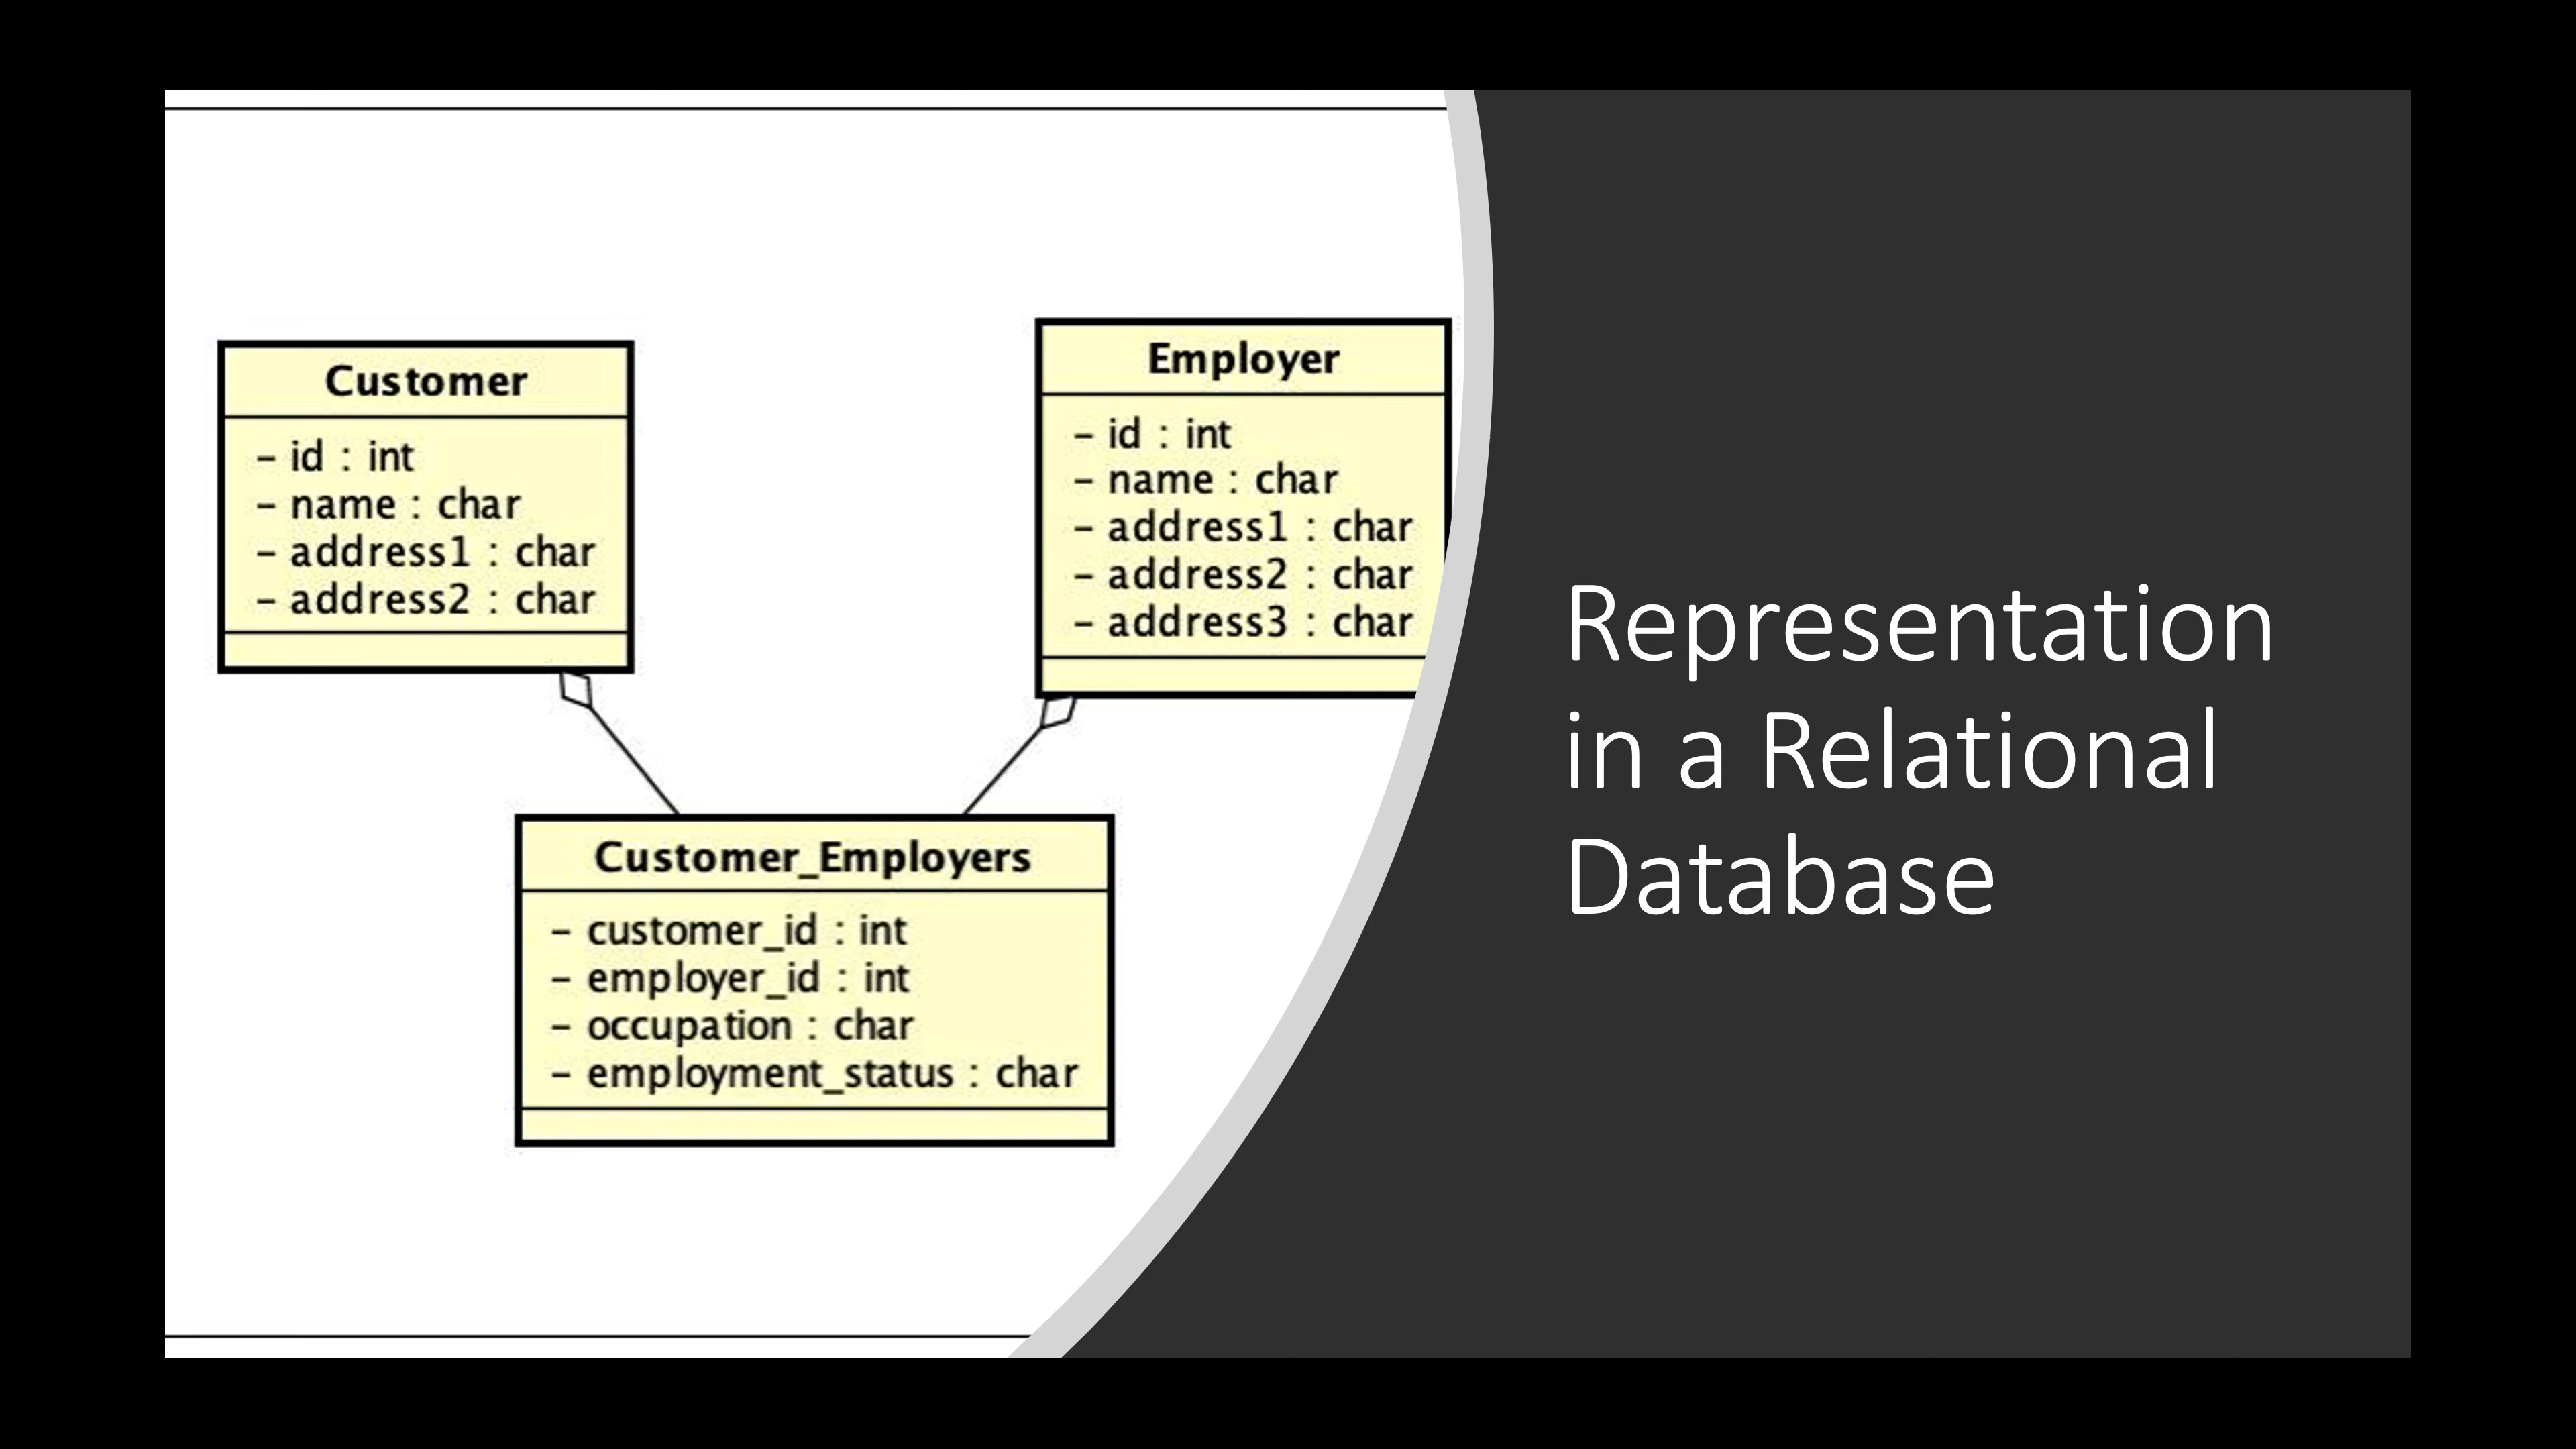 Customer
– id : int
– name : char
– address1 : char
– address2 : char
Employer
– id : int
– name : char
– address1 : char
– address2 : char
– address3 : char
Customer_Employers
– customer_id : int
– employer_id : int
– occupation : char
– employment_status : char
Representation
in a Relational
Database